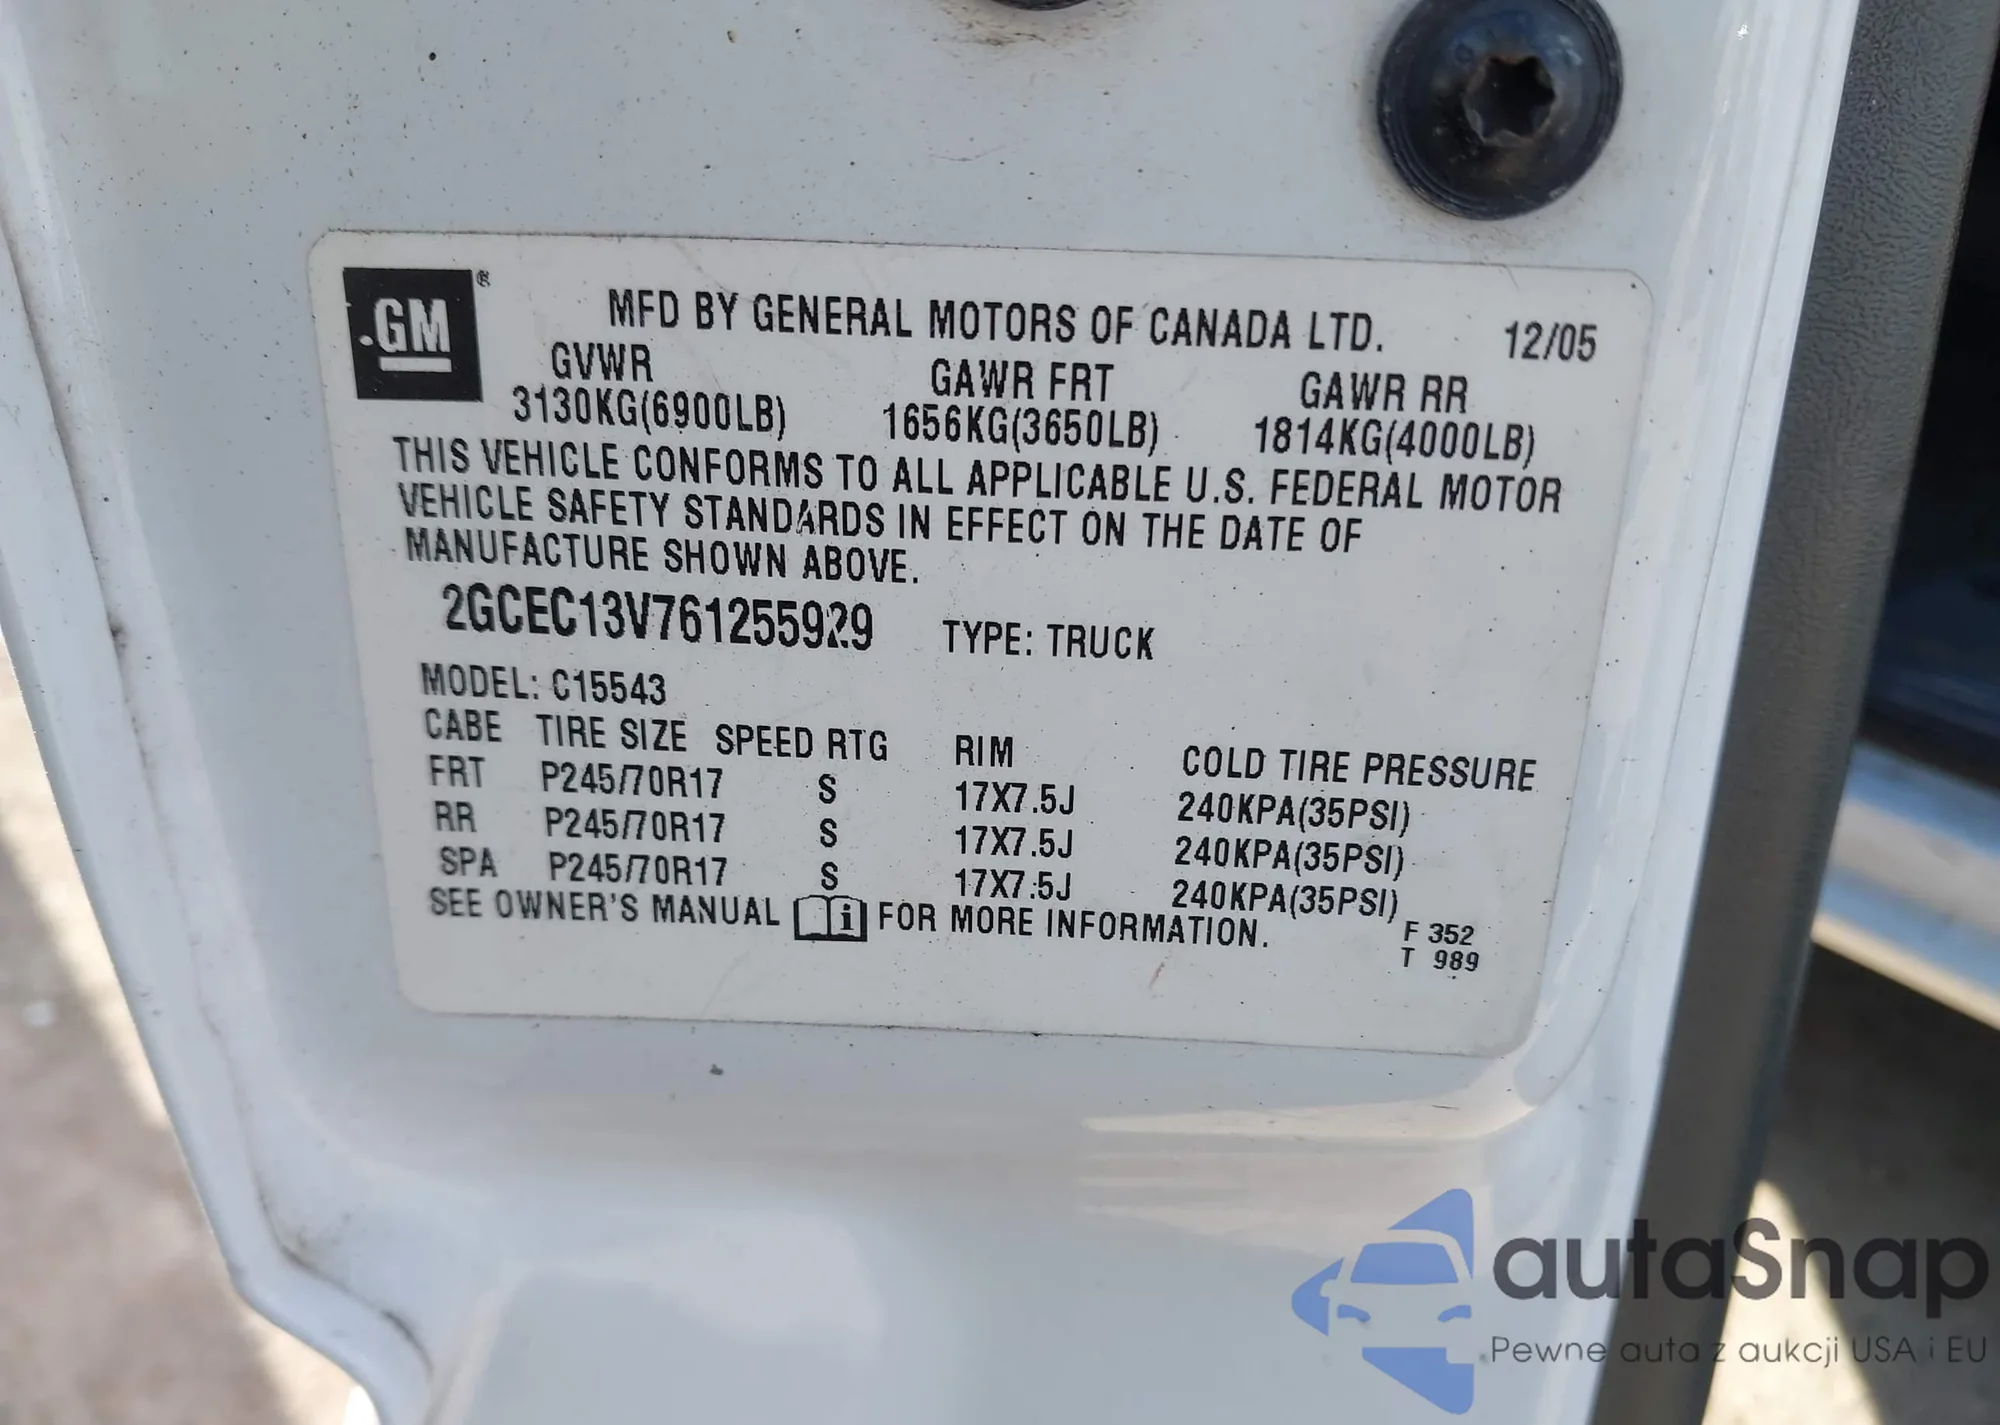 GM®
MFD BY GENERAL MOTORS OF CANADA LTD. 12/05
GVWR GAWR FRT GAWR RR
3130KG(6900LB) 1656KG(3650LB) 1814KG(4000LB)
THIS VEHICLE CONFORMS TO ALL APPLICABLE U.S. FEDERAL MOTOR
VEHICLE SAFETY STANDARDS IN EFFECT ON THE DATE OF
MANUFACTURE SHOWN ABOVE.
2GCEC13V761255929 TYPE: TRUCK
MODEL: C15543
CABE TIRE SIZE SPEED RTG RIM COLD TIRE PRESSURE
FRT P245/70R17 S 17X7.5J 240KPA(35PSI)
RR P245/70R17 S 17X7.5J 240KPA(35PSI)
SPA P245/70R17 S 17X7.5J 240KPA(35PSI)
SEE OWNER'S MANUAL i FOR MORE INFORMATION.
F 352
T 989
autaSnap
Pewne auta z aukcji USA i EU